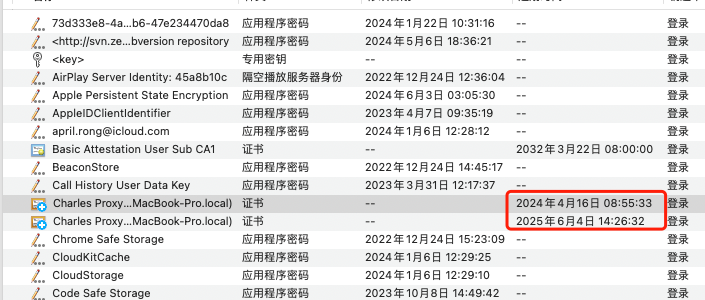 73d333e8-4a...b6-47e234470da8 应用程序密码 2024年1月22日 10:31:16 -- 登录
<http://svn.ze...bversion repository 应用程序密码 2024年5月6日 18:36:21 -- 登录
<key> 专用密钥 -- -- 登录
AirPlay Server Identity: 45a8b10c 隔空播放服务器身份 2022年12月24日 12:36:04 -- 登录
Apple Persistent State Encryption 应用程序密码 2024年6月3日 03:05:30 -- 登录
AppleIDClientIdentifier 应用程序密码 2023年4月7日 09:35:19 -- 登录
april.rong@icloud.com 应用程序密码 2024年1月6日 12:28:12 -- 登录
Basic Attestation User Sub CA1 证书 -- 2032年3月22日 08:00:00 登录
BeaconStore 应用程序密码 2022年12月24日 14:45:17 -- 登录
Call History User Data Key 应用程序密码 2023年3月31日 12:17:37 -- 登录
Charles Proxy...MacBook-Pro.local) 证书 -- 2024年4月16日 08:55:33 登录
Charles Proxy...MacBook-Pro.local) 证书 -- 2025年6月4日 14:26:32 登录
Chrome Safe Storage 应用程序密码 2022年12月24日 15:23:09 -- 登录
CloudKitCache 应用程序密码 2024年1月6日 12:29:25 -- 登录
CloudStorage 应用程序密码 2024年1月6日 12:29:10 -- 登录
Code Safe Storage 应用程序密码 2023年10月8日 14:49:42 -- 登录